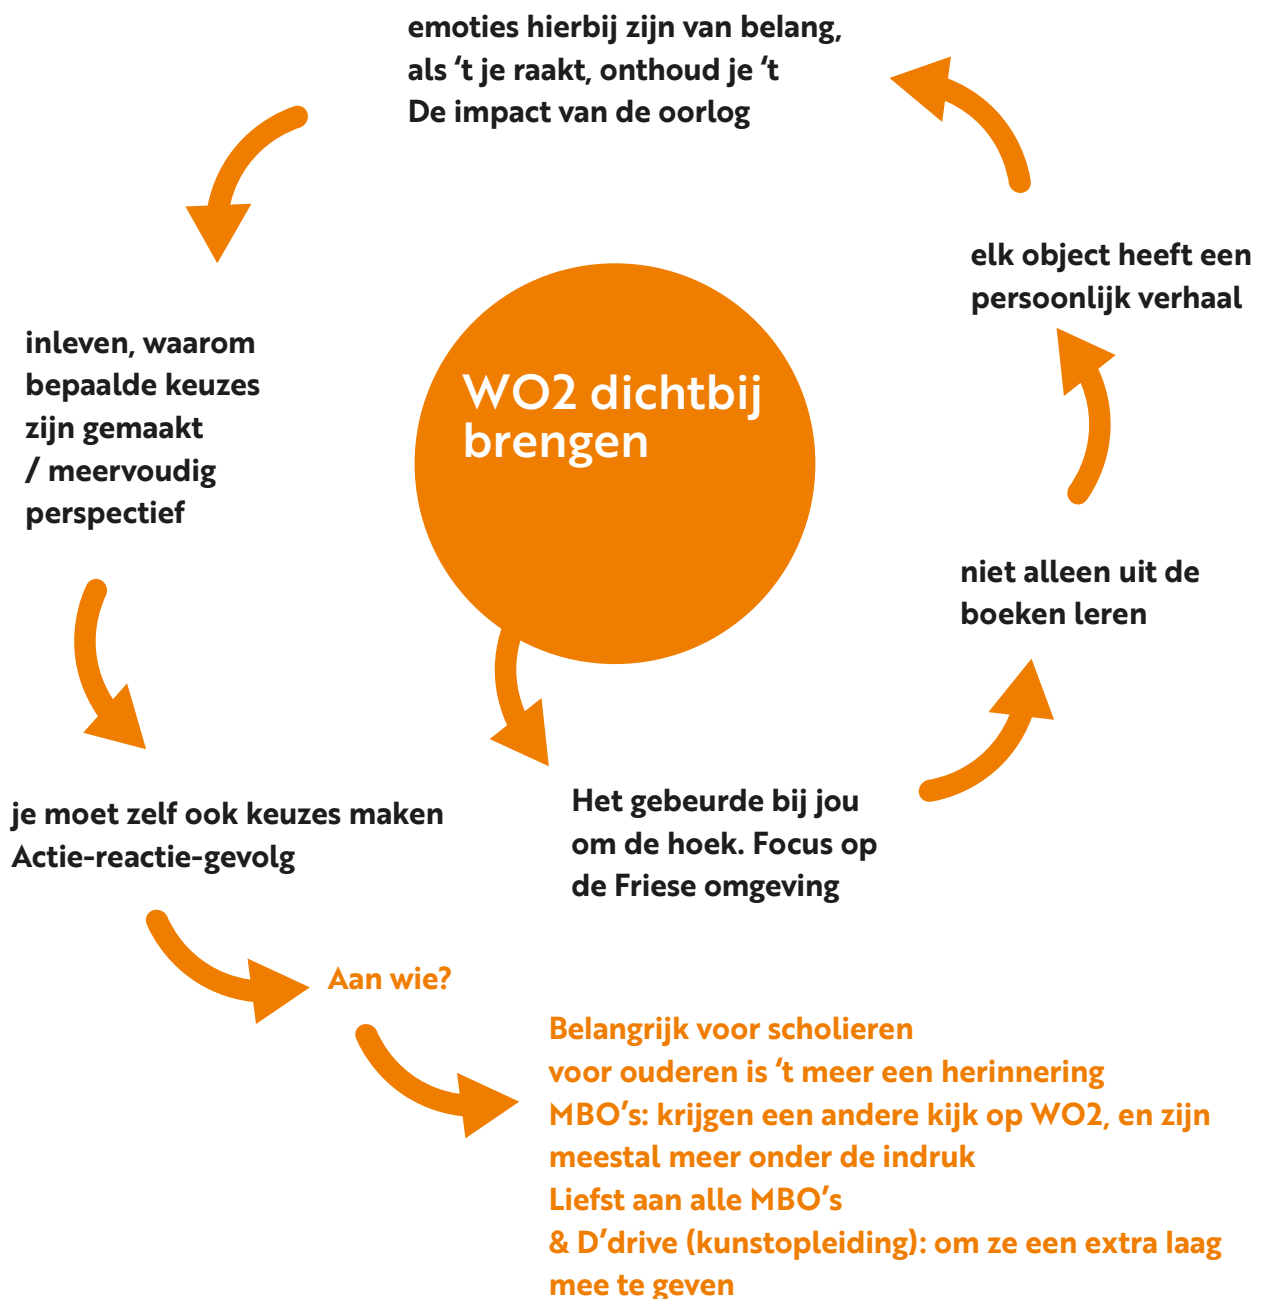 emoties hierbij zijn van belang,
als ‘t je raakt, onthoud je ‘t
De impact van de oorlog
elk object heeft een
persoonlijk verhaal
inleven, waarom
bepaalde keuzes
zijn gemaakt
/ meervoudig
perspectief
WO2 dichtbij
brengen
niet alleen uit de
boeken leren
je moet zelf ook keuzes maken
Actie-reactie-gevolg
Het gebeurde bij jou
om de hoek. Focus op
de Friese omgeving
Aan wie?
Belangrijk voor scholieren
voor ouderen is ‘t meer een herinnering
MBO’s: krijgen een andere kijk op WO2, en zijn
meestal meer onder de indruk
Liefst aan alle MBO’s
& D’drive (kunstopleiding): om ze een extra laag
mee te geven